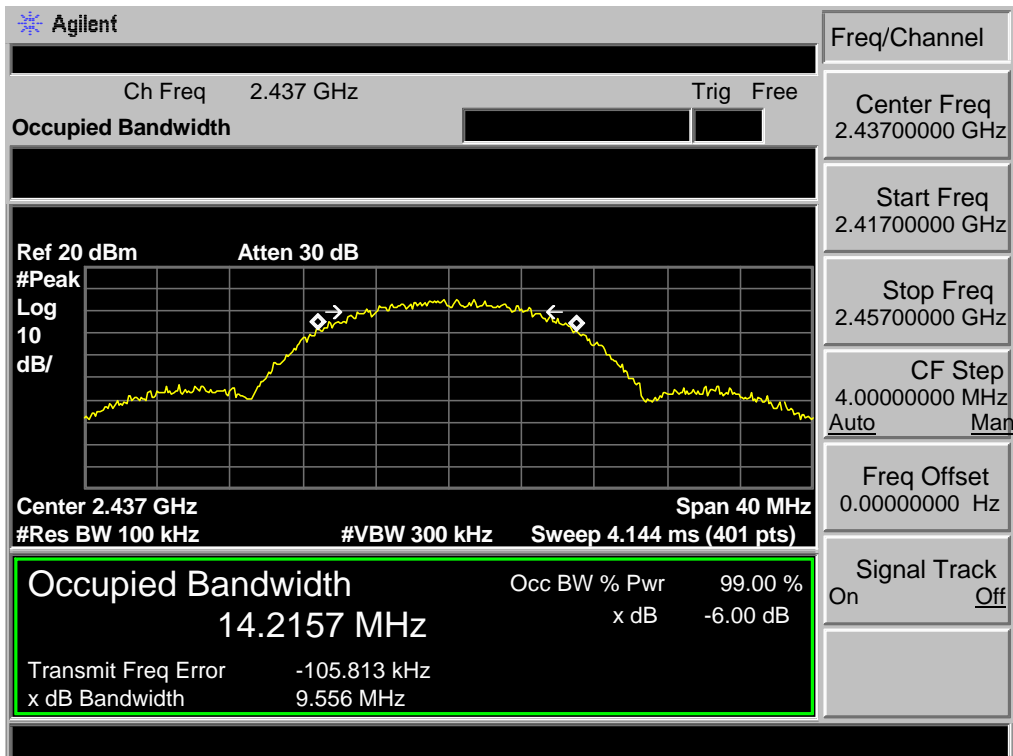 Agilent
Ch Freq 2.437 GHz Trig Free
Occupied Bandwidth
Ref 20 dBm Atten 30 dB
#Peak
Log
10
dB/
Center 2.437 GHz Span 40 MHz
#Res BW 100 kHz #VBW 300 kHz Sweep 4.144 ms (401 pts)
Occupied Bandwidth
14.2157 MHz
Occ BW % Pwr 99.00 %
x dB -6.00 dB
Transmit Freq Error -105.813 kHz
x dB Bandwidth 9.556 MHz
Freq/Channel
Center Freq
2.43700000 GHz
Start Freq
2.41700000 GHz
Stop Freq
2.45700000 GHz
CF Step
4.00000000 MHz
Auto Man
Freq Offset
0.00000000 Hz
Signal Track
On Off